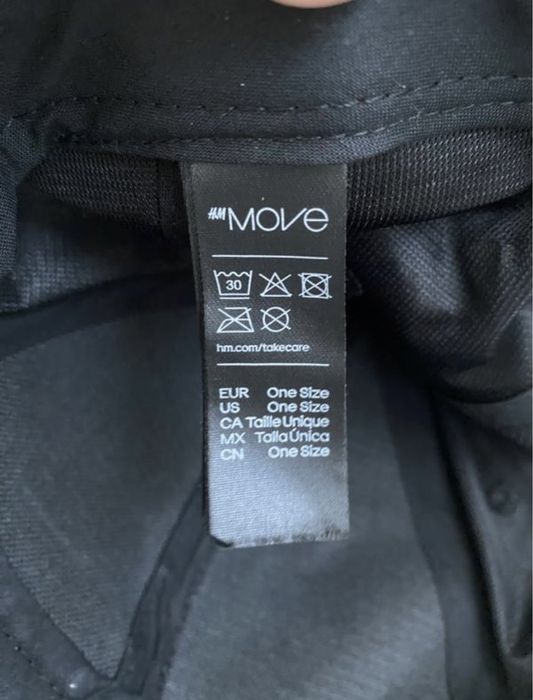 H&M MOVE
30
hm.com/takecare
EUR One Size
US One Size
CA Taille Unique
MX Talla Única
CN One Size